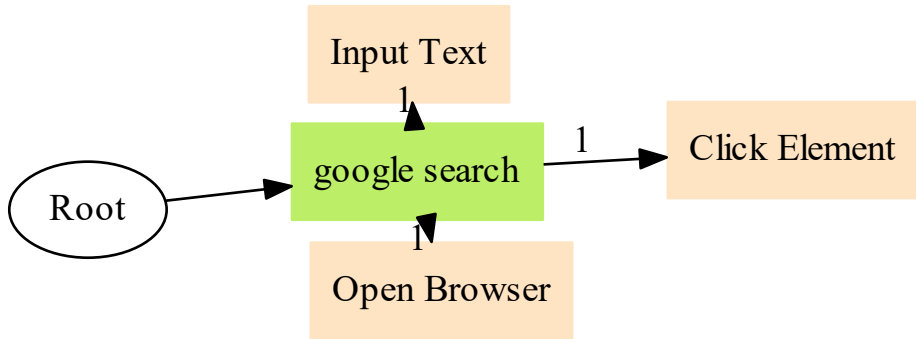 Input Text
1
google search
1
Click Element
Root
1
Open Browser